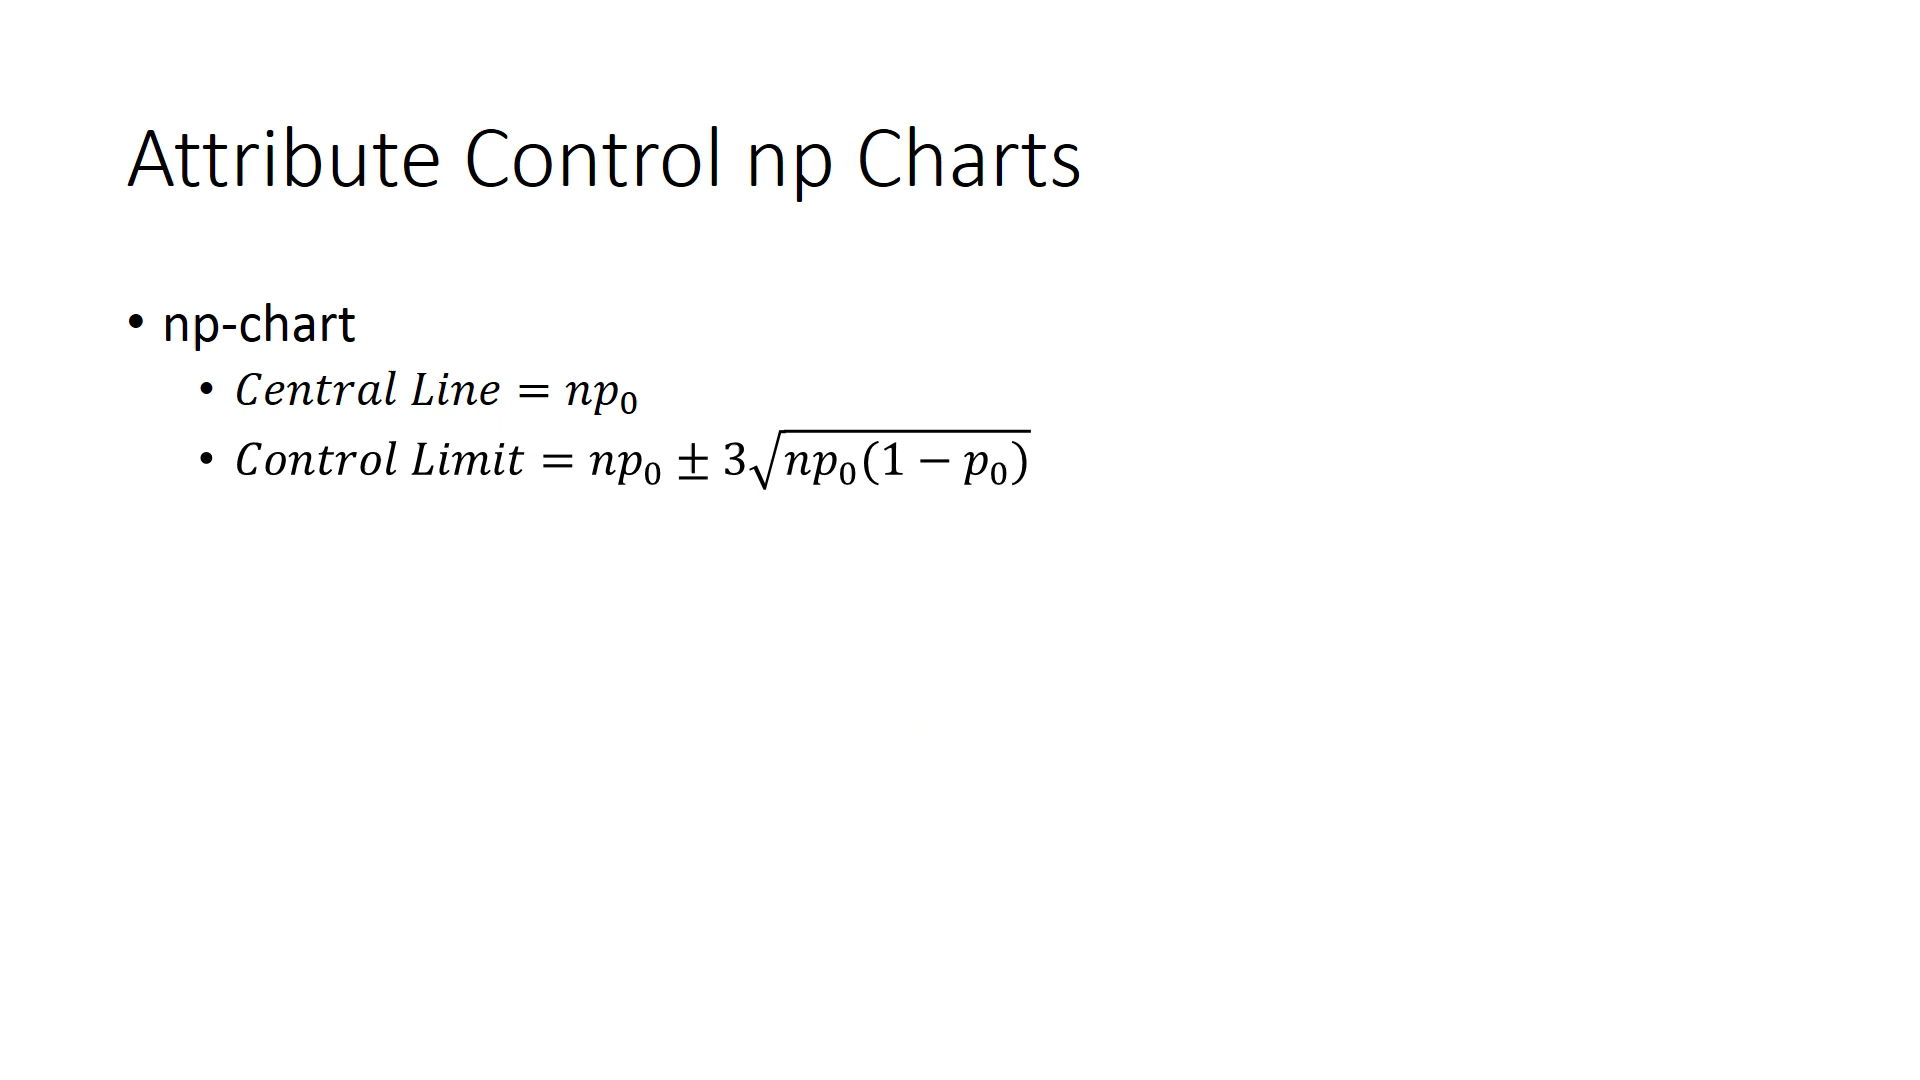 Attribute Control np Charts
• np-chart
• Central Line = np₀
• Control Limit = np₀ ± 3√np₀(1 − p₀)